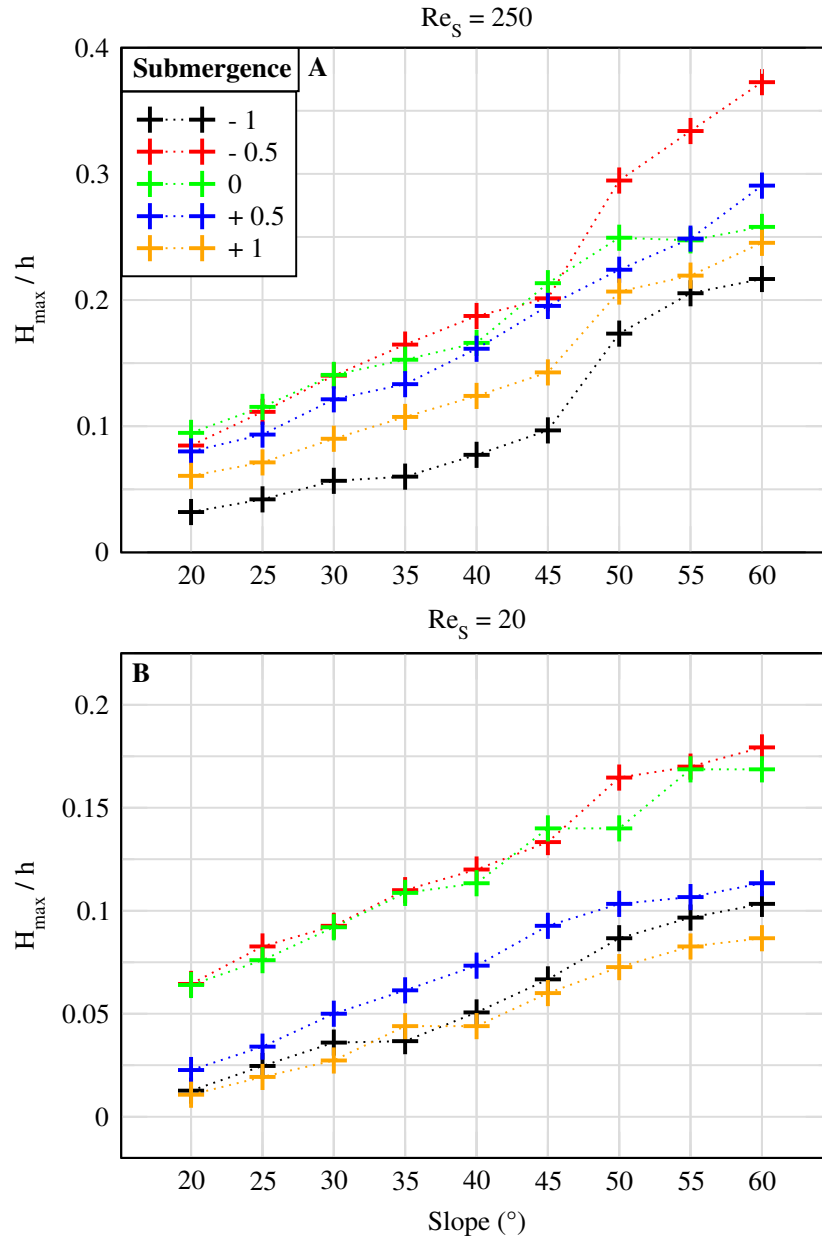 Re_S = 250
0.4
Submergence A
- 1
- 0.5
0
+ 0.5
+ 1
0.3
0.2
0.1
0
H_max / h
20 25 30 35 40 45 50 55 60
Re_S = 20
B
0.2
0.15
0.1
0.05
0
H_max / h
20 25 30 35 40 45 50 55 60
Slope (°)